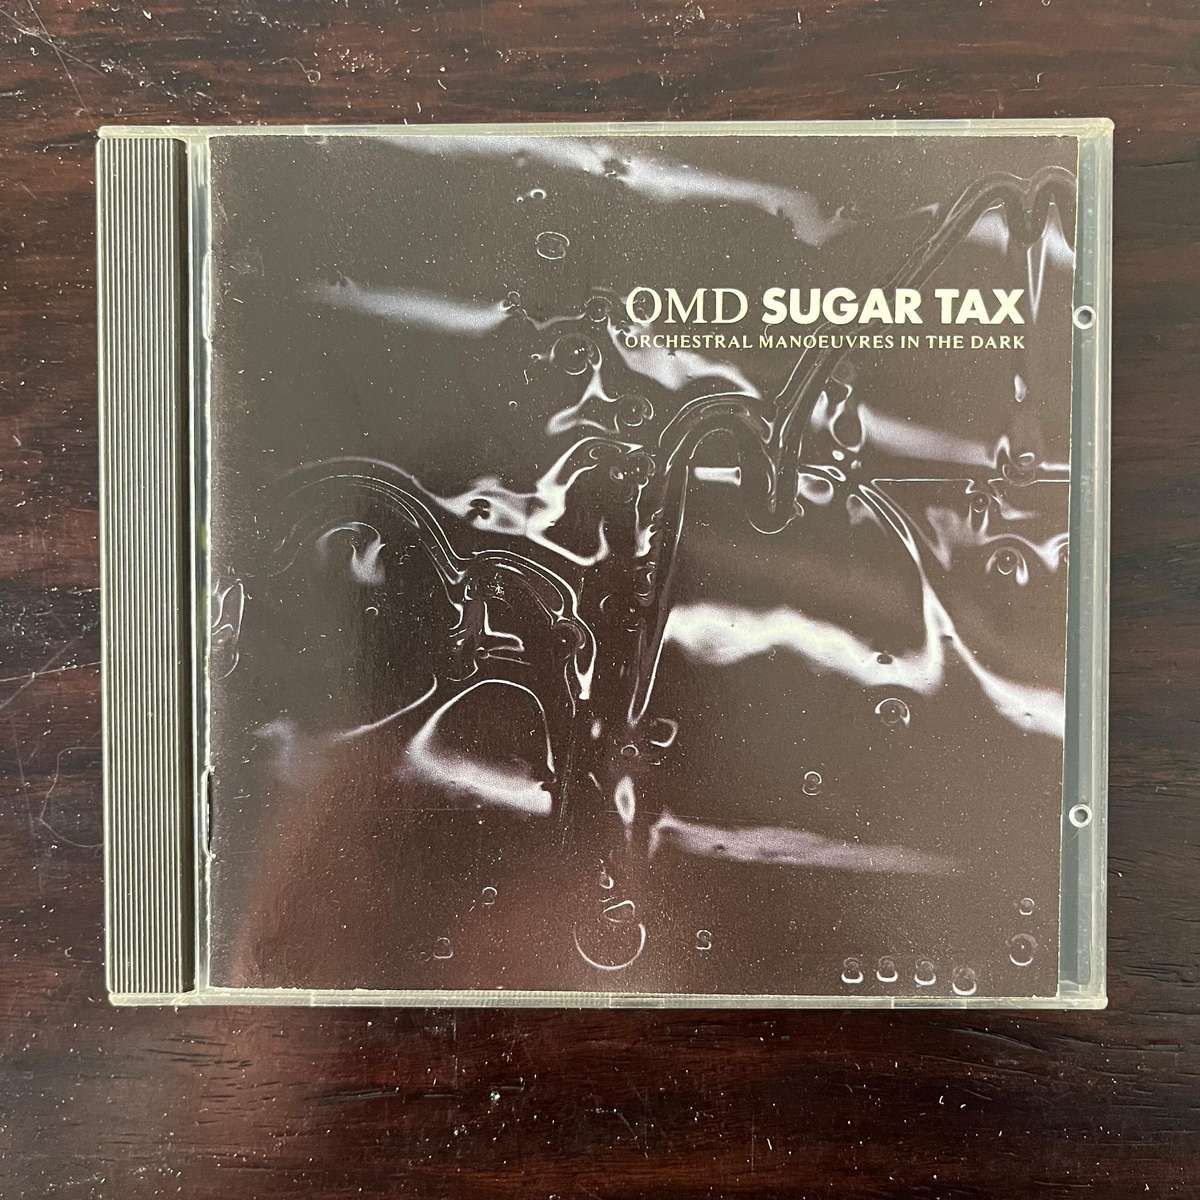 OMD SUGAR TAX
ORCHESTRAL MANOEUVRES IN THE DARK